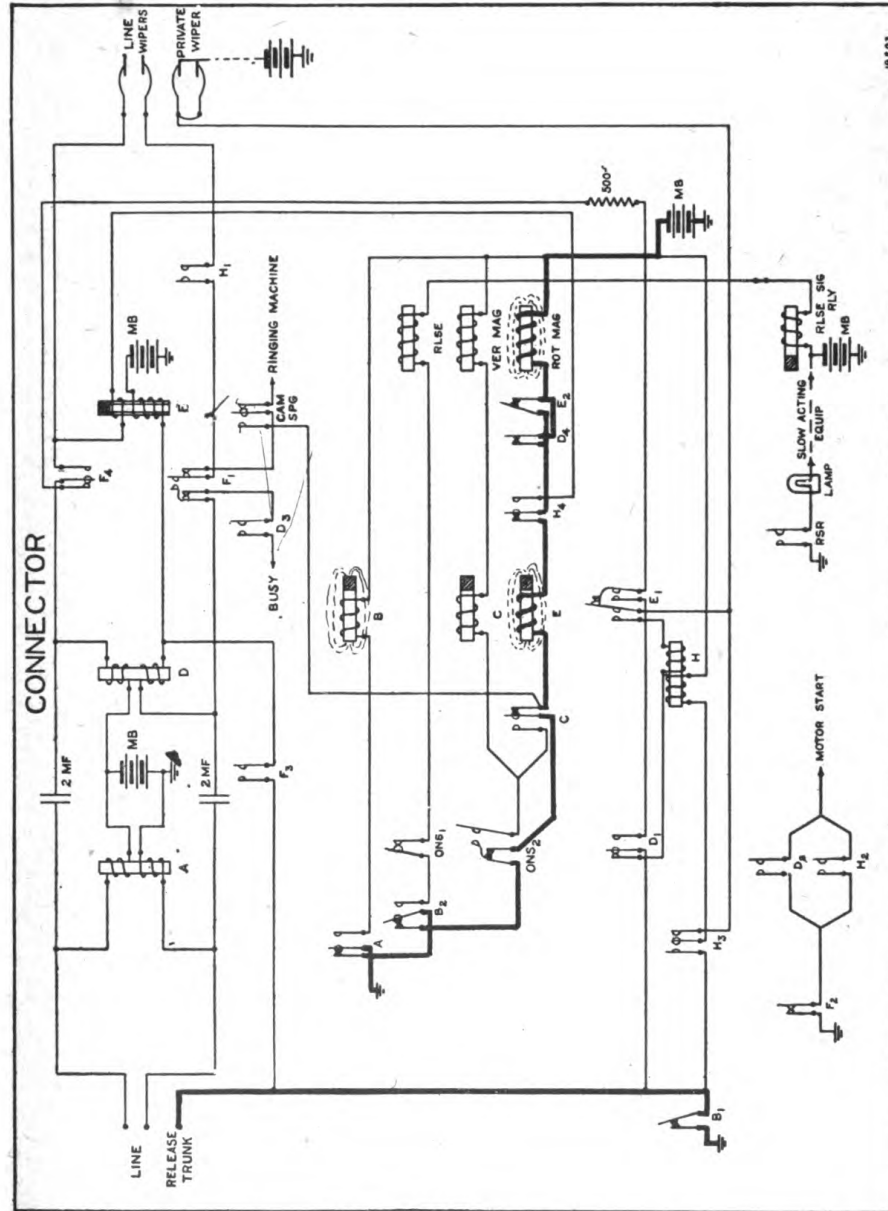 CONNECTOR
LINE
RELEASE
TRUNK
A
2 MF
MB
2 MF
D
F3
BUSY
D3
F4
F1
E
MB
CAM
SPG
RINGING MACHINE
H1
LINE
WIPERS
PRIVATE
WIPER
A
B2
ONS1
ONS2
B
C
C
E
H4
D4
E2
RLSE
VER MAG
ROT MAG
500
MB
B1
H3
D1
H
E1
F2
D2
H2
MOTOR START
RSR
LAMP
SLOW ACTING
EQUIP
RLSE SIG
RLY
MB